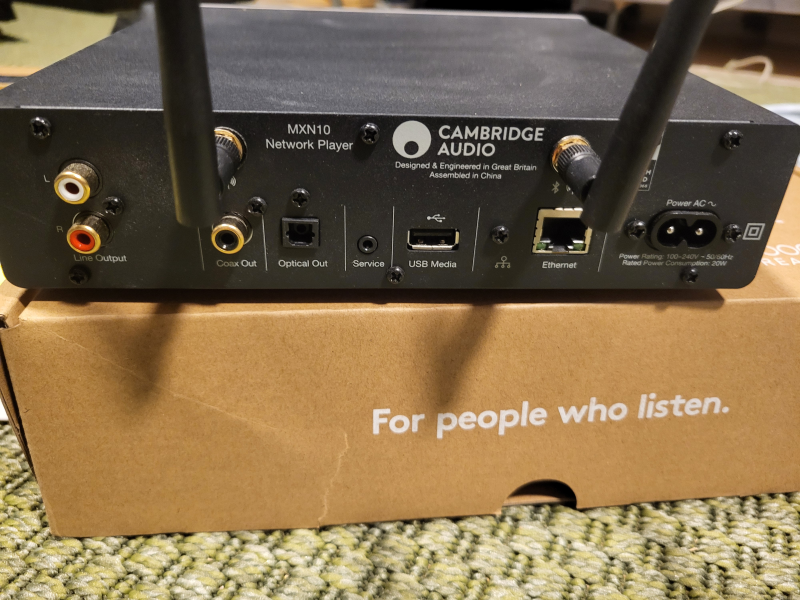 MXN10
Network Player
CAMBRIDGE
AUDIO
Designed & Engineered in Great Britain
Assembled in China
L
R
Line Output
Coax Out
Optical Out
Service
USB Media
Ethernet
Power AC ~
Power Rating: 100-240V ~ 50/60Hz
Rated Power Consumption: 20W
For people who listen.